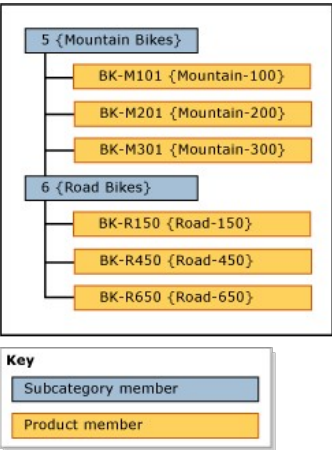 5 {Mountain Bikes}
BK-M101 {Mountain-100}
BK-M201 {Mountain-200}
BK-M301 {Mountain-300}
6 {Road Bikes}
BK-R150 {Road-150}
BK-R450 {Road-450}
BK-R650 {Road-650}
Key
Subcategory member
Product member